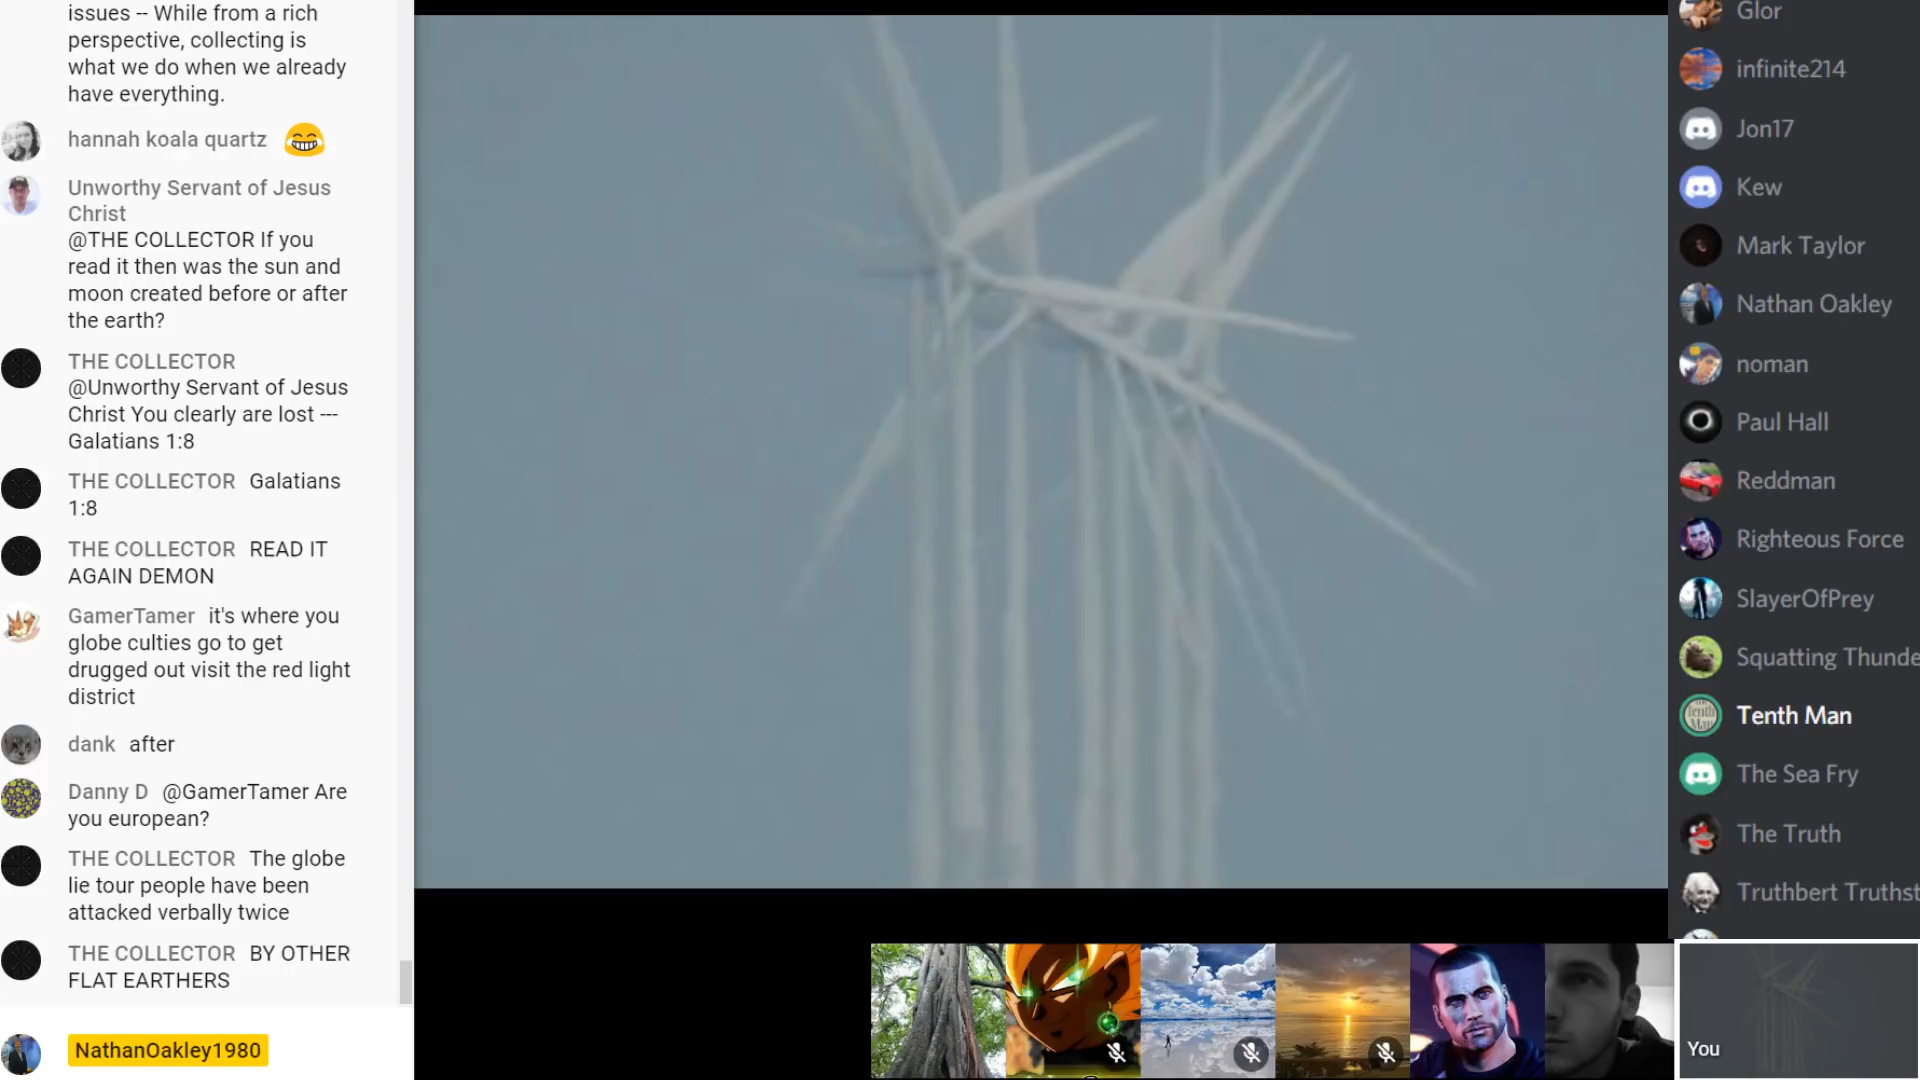 issues -- While from a rich
perspective, collecting is
what we do when we already
have everything.
hannah koala quartz
Unworthy Servant of Jesus
Christ
@THE COLLECTOR If you
read it then was the sun and
moon created before or after
the earth?
THE COLLECTOR
@Unworthy Servant of Jesus
Christ You clearly are lost ---
Galatians 1:8
THE COLLECTOR Galatians
1:8
THE COLLECTOR READ IT
AGAIN DEMON
GamerTamer it's where you
globe culties go to get
drugged out visit the red light
district
dank after
Danny D @GamerTamer Are
you european?
THE COLLECTOR The globe
lie tour people have been
attacked verbally twice
THE COLLECTOR BY OTHER
FLAT EARTHERS
NathanOakley1980
Glor
infinite214
Jon17
Kew
Mark Taylor
Nathan Oakley
noman
Paul Hall
Reddman
Righteous Force
SlayerOfPrey
Squatting Thunde
Tenth Man
The Sea Fry
The Truth
Truthbert Truthst
You